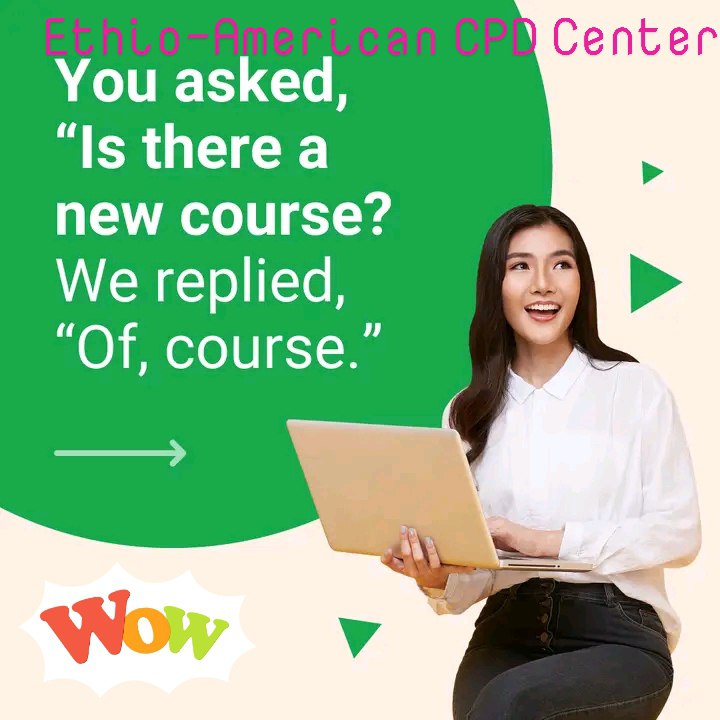 Ethio-American CPD Center
You asked,
“Is there a
new course?
We replied,
“Of, course.”
WOW